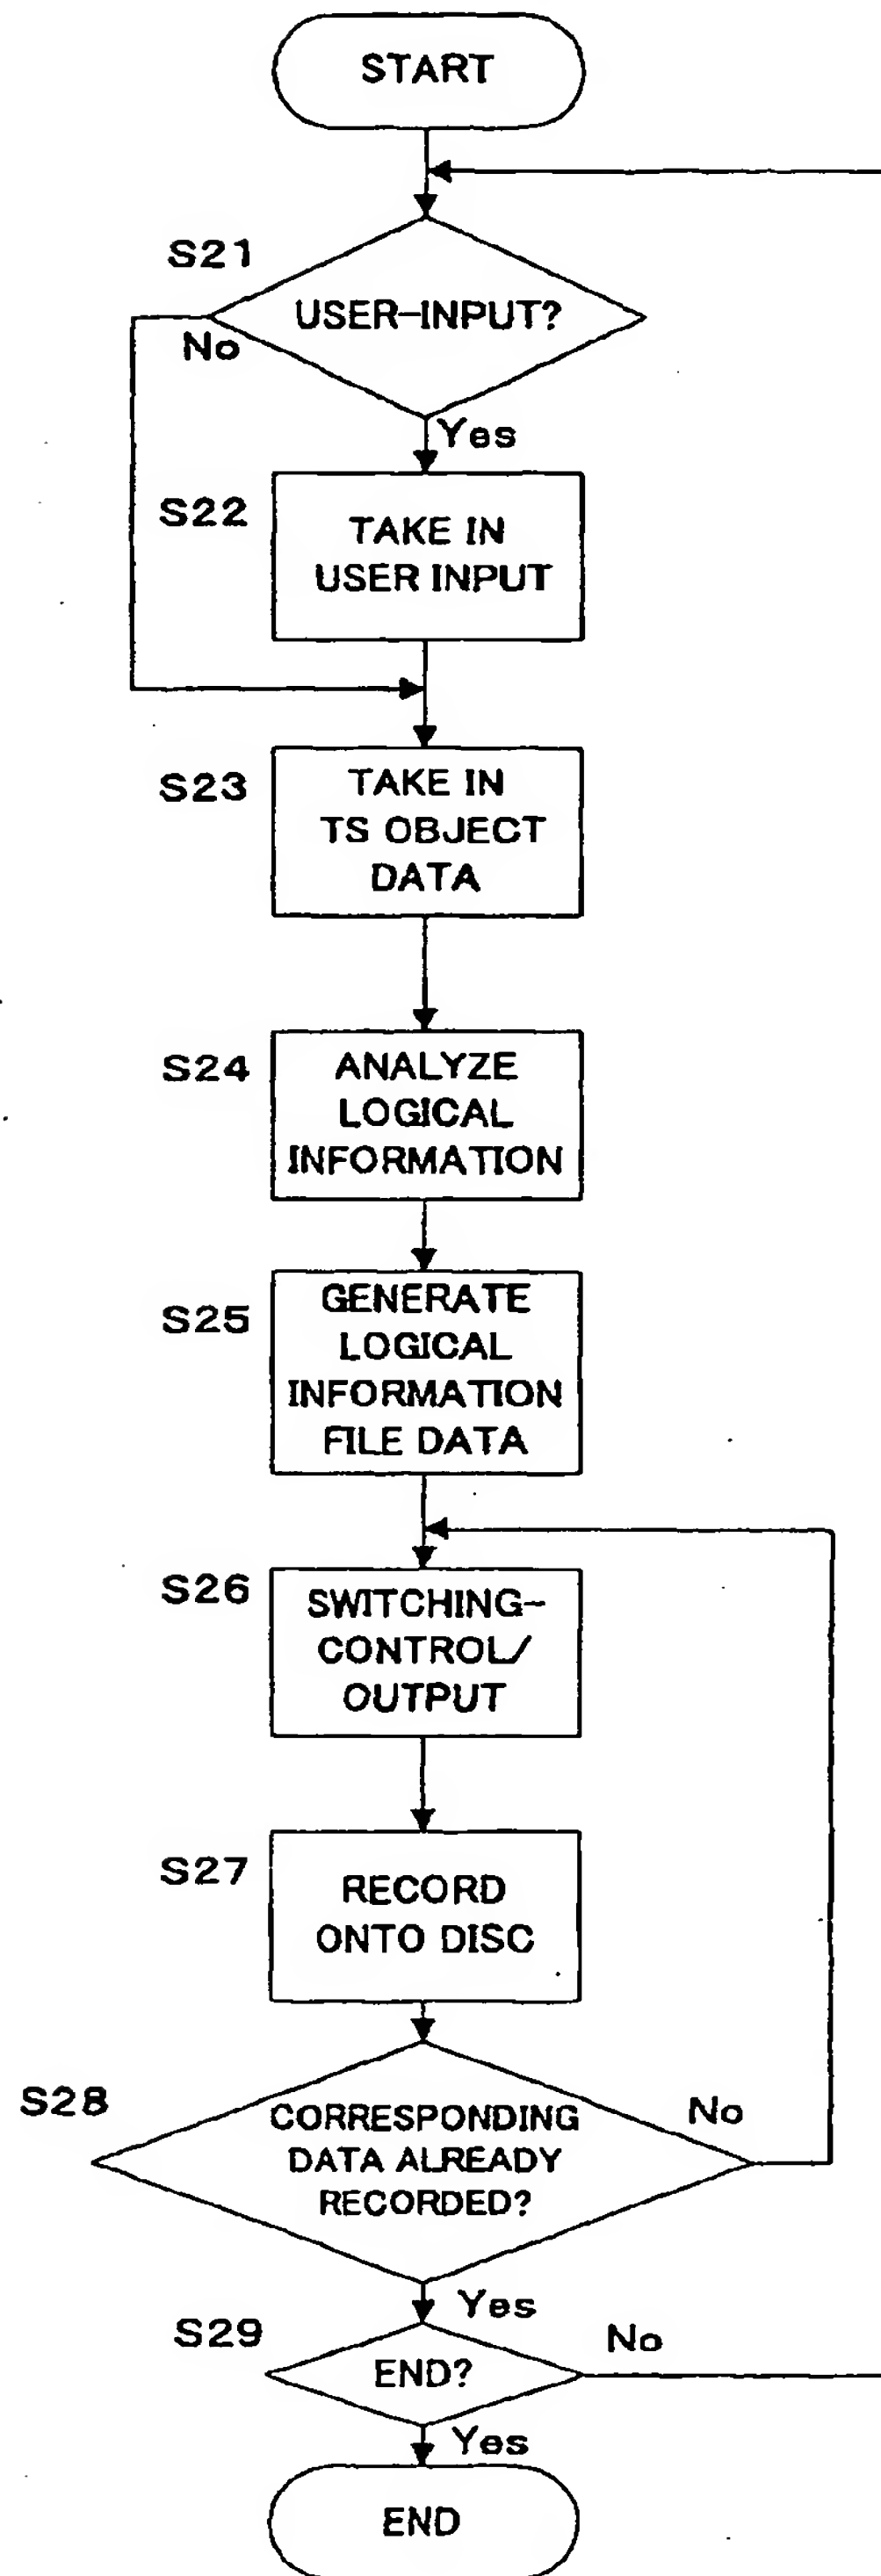 START
S21
USER-INPUT?
No
Yes
S22
TAKE IN
USER INPUT
S23
TAKE IN
TS OBJECT
DATA
S24
ANALYZE
LOGICAL
INFORMATION
S25
GENERATE
LOGICAL
INFORMATION
FILE DATA
S26
SWITCHING-
CONTROL/
OUTPUT
S27
RECORD
ONTO DISC
S28
CORRESPONDING
DATA ALREADY
RECORDED?
No
Yes
S29
END?
No
Yes
END